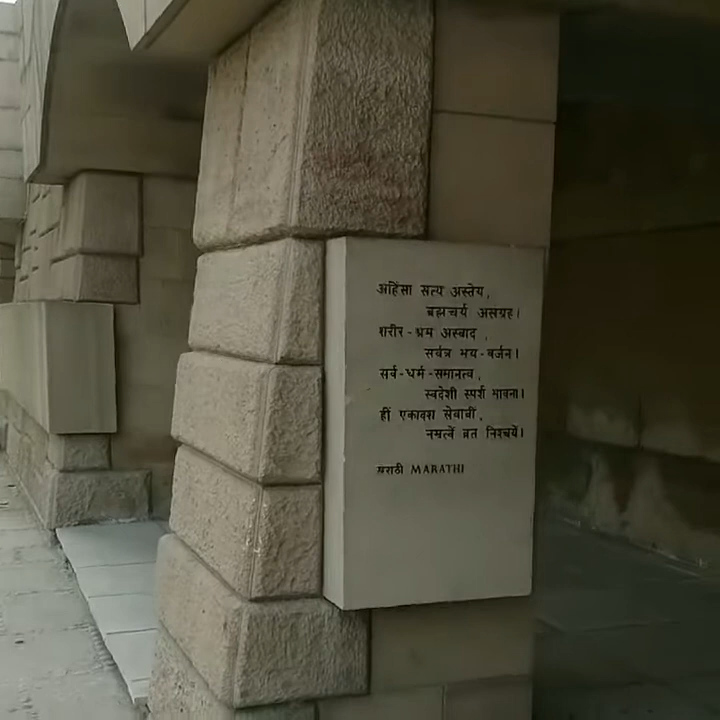 अहिंसा सत्य अस्तेय,
ब्रह्मचर्य असंग्रह।
शरीर-श्रम अस्वाद,
सर्वत्र भय-वर्जन।
सर्व-धर्म-समानत्व,
स्वदेशी स्पर्श भावना।
हीं एकादश सेवावीं,
नम्रत्वें व्रत निश्चयें।
मराठी MARATHI